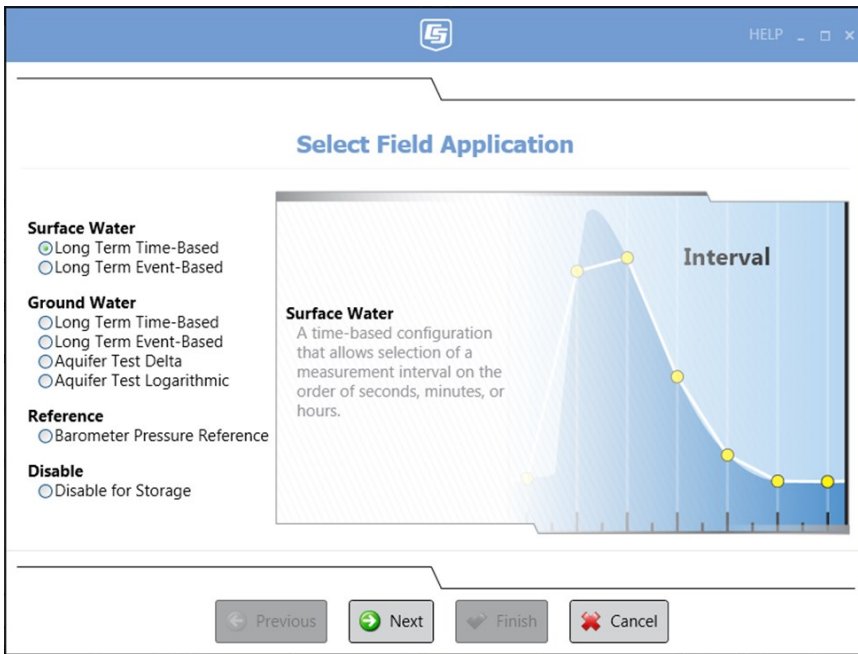 HELP
Select Field Application
Surface Water
Long Term Time-Based
Long Term Event-Based
Ground Water
Long Term Time-Based
Long Term Event-Based
Aquifer Test Delta
Aquifer Test Logarithmic
Reference
Barometer Pressure Reference
Disable
Disable for Storage
Interval
Surface Water
A time-based configuration
that allows selection of a
measurement interval on the
order of seconds, minutes, or
hours.
Previous
Next
Finish
Cancel